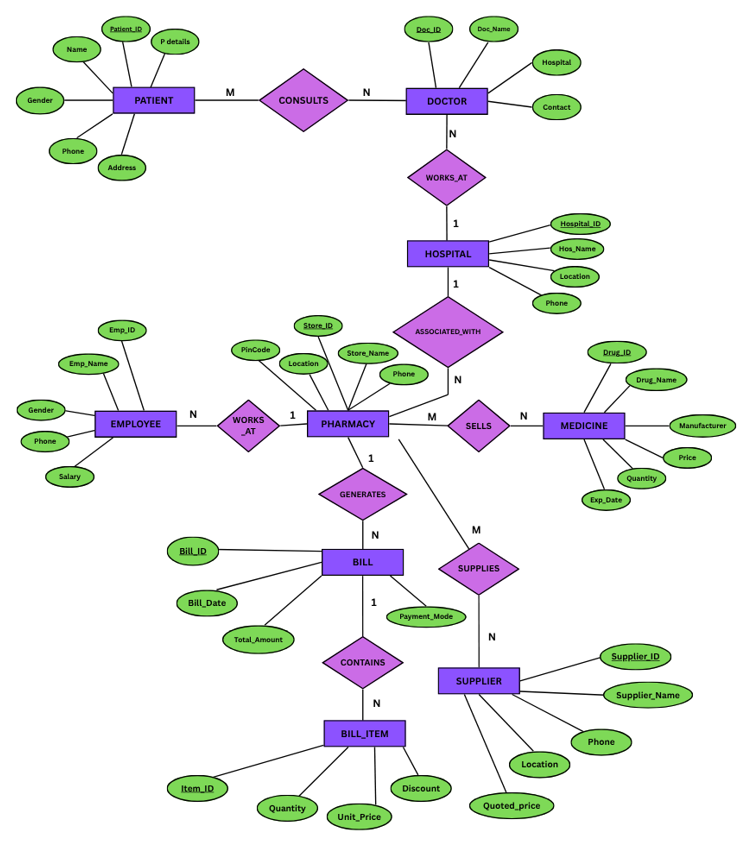 Patient_ID
Name
P details
Gender
Phone
Address
PATIENT
M
CONSULTS
N
Doc_ID
Doc_Name
Hospital
Contact
DOCTOR
N
WORKS_AT
1
Hospital_ID
Hos_Name
Location
Phone
HOSPITAL
1
ASSOCIATED_WITH
N
Emp_ID
Emp_Name
Gender
Phone
Salary
EMPLOYEE
N
WORKS
_AT
1
PinCode
Location
Store_ID
Store_Name
Phone
PHARMACY
M
SELLS
N
Drug_ID
Drug_Name
Manufacturer
Price
Quantity
Exp_Date
MEDICINE
1
GENERATES
N
M
SUPPLIES
N
Bill_ID
Bill_Date
Total_Amount
Payment_Mode
BILL
1
CONTAINS
N
Supplier_ID
Supplier_Name
Phone
Location
Quoted_price
SUPPLIER
BILL_ITEM
Item_ID
Quantity
Unit_Price
Discount